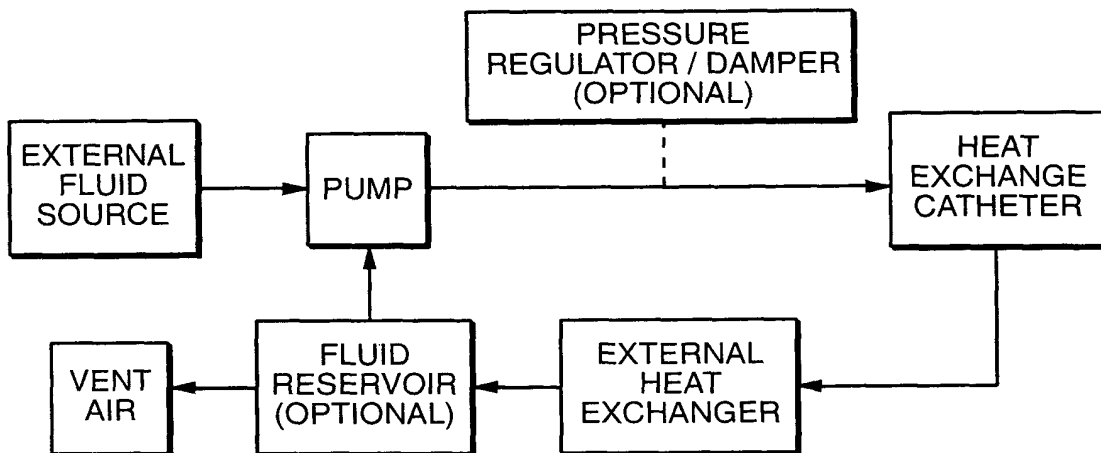 PRESSURE
REGULATOR / DAMPER
(OPTIONAL)
EXTERNAL
FLUID
SOURCE
PUMP
HEAT
EXCHANGE
CATHETER
VENT
AIR
FLUID
RESERVOIR
(OPTIONAL)
EXTERNAL
HEAT
EXCHANGER